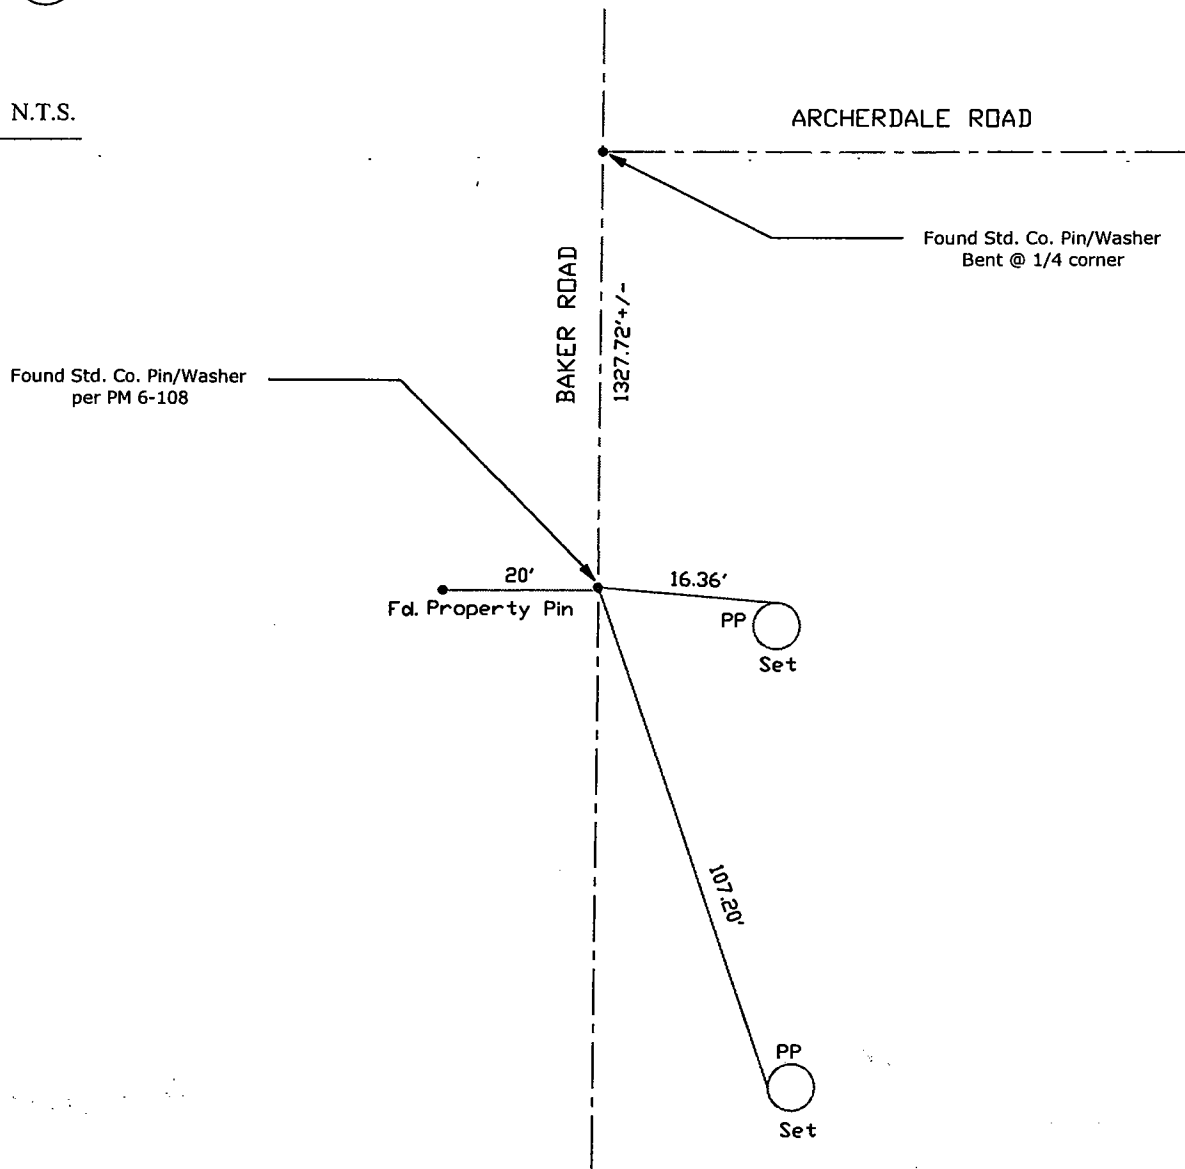 N.T.S.
ARCHERDALE ROAD
Found Std. Co. Pin/Washer
Bent @ 1/4 corner
BAKER ROAD
1327.72'+/-
Found Std. Co. Pin/Washer
per PM 6-108
20'
16.36'
Fd. Property Pin
PP
Set
107.20'
PP
Set